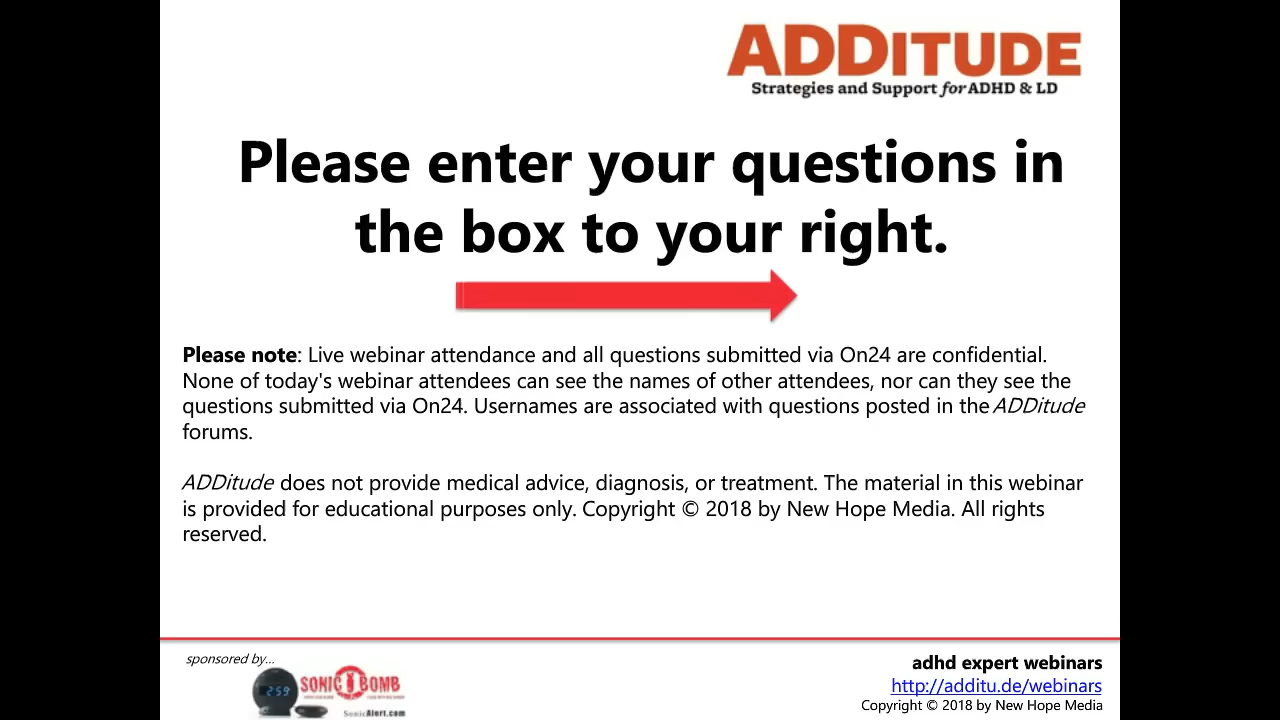 ADDITUDE
Strategies and Support for ADHD & LD
Please enter your questions in
the box to your right.
Please note: Live webinar attendance and all questions submitted via On24 are confidential.
None of today's webinar attendees can see the names of other attendees, nor can they see the
questions submitted via On24. Usernames are associated with questions posted in the ADDitude
forums.
ADDitude does not provide medical advice, diagnosis, or treatment. The material in this webinar
is provided for educational purposes only. Copyright © 2018 by New Hope Media. All rights
reserved.
sponsored by...
2:59
SONIC BOMB
SonicAlert.com
adhd expert webinars
http://additu.de/webinars
Copyright © 2018 by New Hope Media